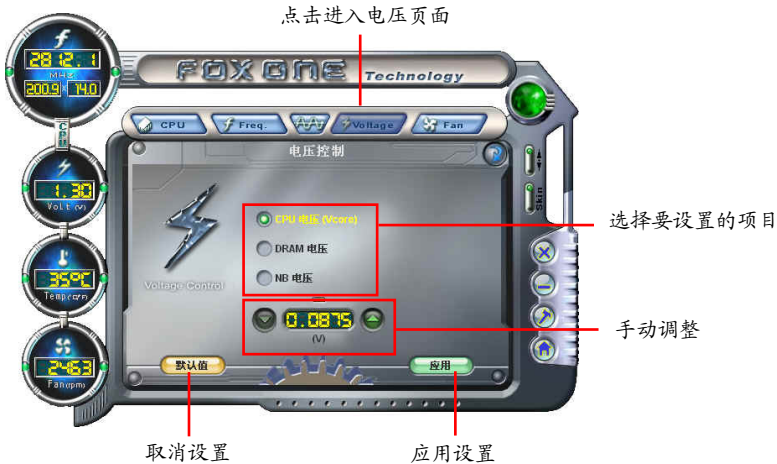 点击进入电压页面
2812.1
MHz
200.9 x 14.0
FOX ONE Technology
CPU
CPU Freq. Voltage Fan
电压控制
1.30
Volt (v)
CPU 电压 (Vcore)
DRAM 电压
NB 电压
Voltage Control
Skin
选择要设置的项目
35°C
0.0875
(V)
手动调整
2463
Fan(rpm)
默认值
应用
取消设置
应用设置